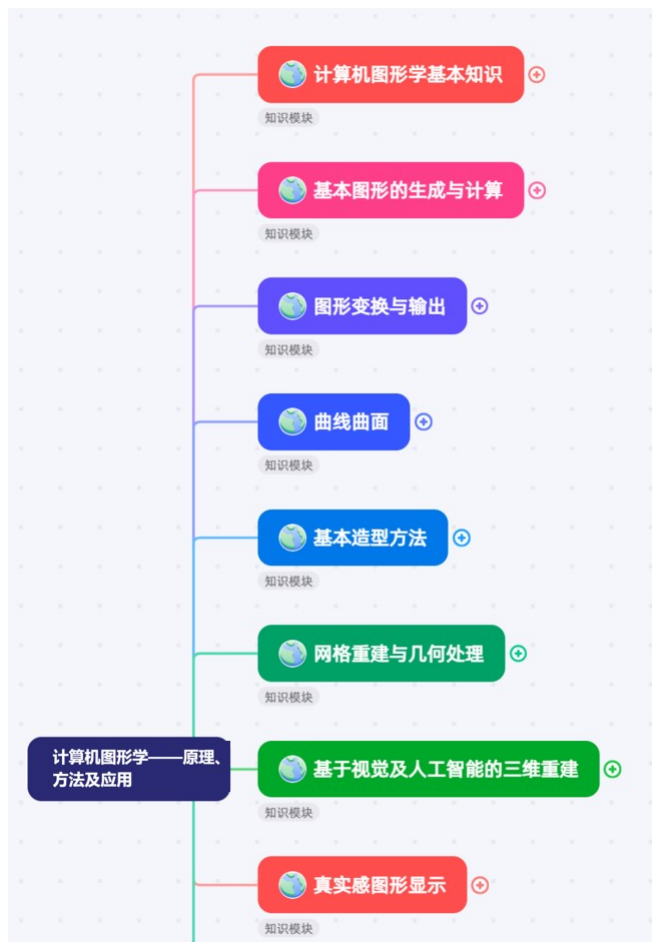 计算机图形学基本知识
知识模块
基本图形的生成与计算
知识模块
图形变换与输出
知识模块
曲线曲面
知识模块
基本造型方法
知识模块
网格重建与几何处理
知识模块
计算机图形学——原理、
方法及应用
基于视觉及人工智能的三维重建
知识模块
真实感图形显示
知识模块